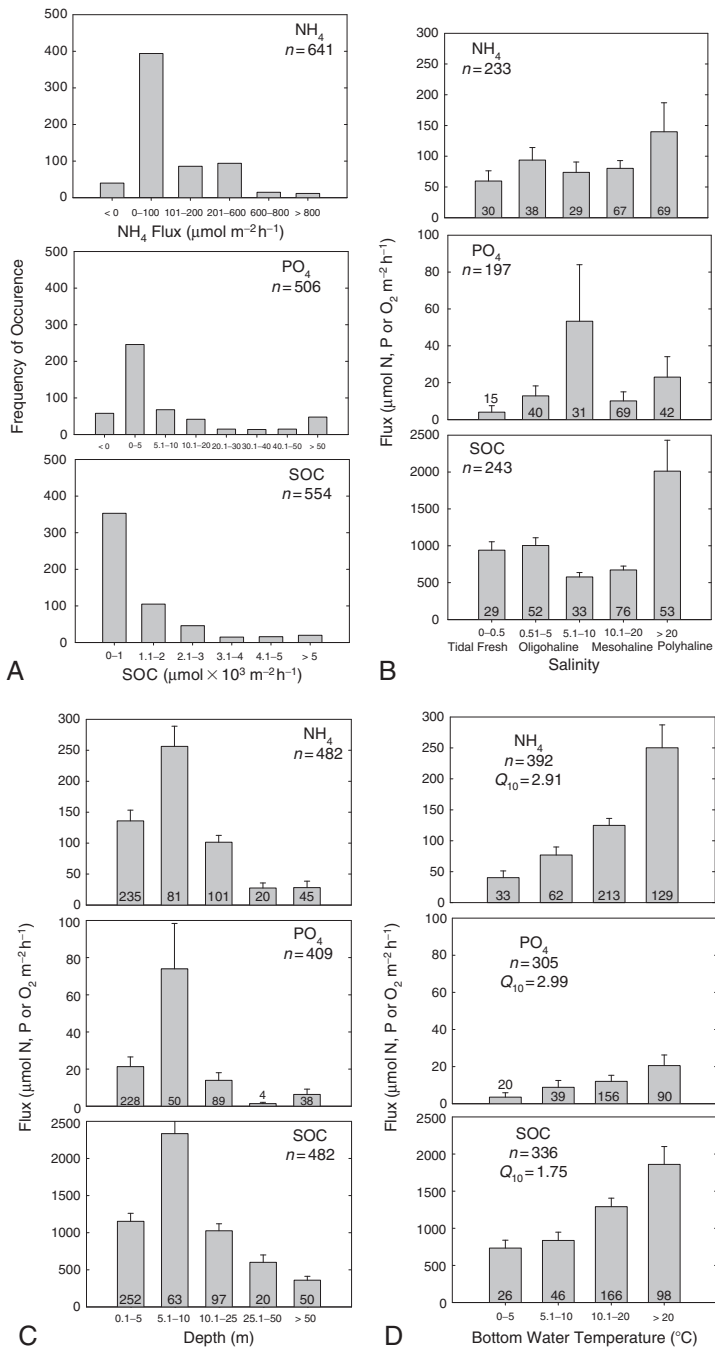 500
400
300
200
100
0
NH4
n=641
< 0 0–100 101–200 201–600 600–800 > 800
NH4 Flux (μmol m−2 h−1)
Frequency of Occurence
500
400
300
200
100
0
PO4
n=506
< 0 0–5 5.1–10 10.1–20 20.1–30 30.1–40 40.1–50 > 50
500
400
300
200
100
0
SOC
n=554
0–1 1.1–2 2.1–3 3.1–4 4.1–5 > 5
SOC (μmol × 103 m−2 h−1)
A
300
250
200
150
100
50
0
NH4
n=233
30 38 29 67 69
Flux (μmol N, P or O2 m−2 h−1)
100
80
60
40
20
0
PO4
n=197
15 40 31 69 42
2500
2000
1500
1000
500
0
SOC
n=243
29 52 33 76 53
0–0.5 0.51–5 5.1–10 10.1–20 > 20
Tidal Fresh Oligohaline Mesohaline Polyhaline
Salinity
B
300
250
200
150
100
50
0
NH4
n=482
235 81 101 20 45
Flux (μmol N, P or O2 m−2 h−1)
100
80
60
40
20
0
PO4
n=409
228 50 89 4 38
2500
2000
1500
1000
500
0
SOC
n=482
252 63 97 20 50
0.1–5 5.1–10 10.1–25 25.1–50 > 50
Depth (m)
C
300
250
200
150
100
50
0
NH4
n=392
Q10=2.91
33 62 213 129
Flux (μmol N, P or O2 m−2 h−1)
100
80
60
40
20
0
PO4
n=305
Q10=2.99
20 39 156 90
2500
2000
1500
1000
500
0
SOC
n=336
Q10=1.75
26 46 166 98
0–5 5.1–10 10.1–20 > 20
Bottom Water Temperature (°C)
D